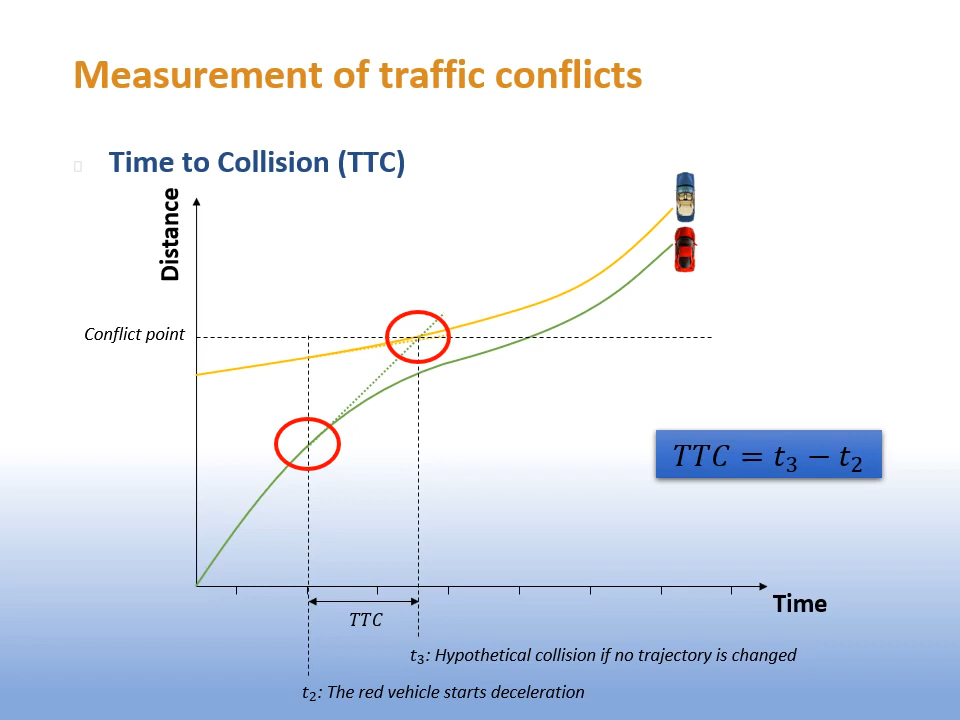 Measurement of traffic conflicts
Time to Collision (TTC)
Distance
Conflict point
TTC = t₃ − t₂
Time
TTC
t₃: Hypothetical collision if no trajectory is changed
t₂: The red vehicle starts deceleration